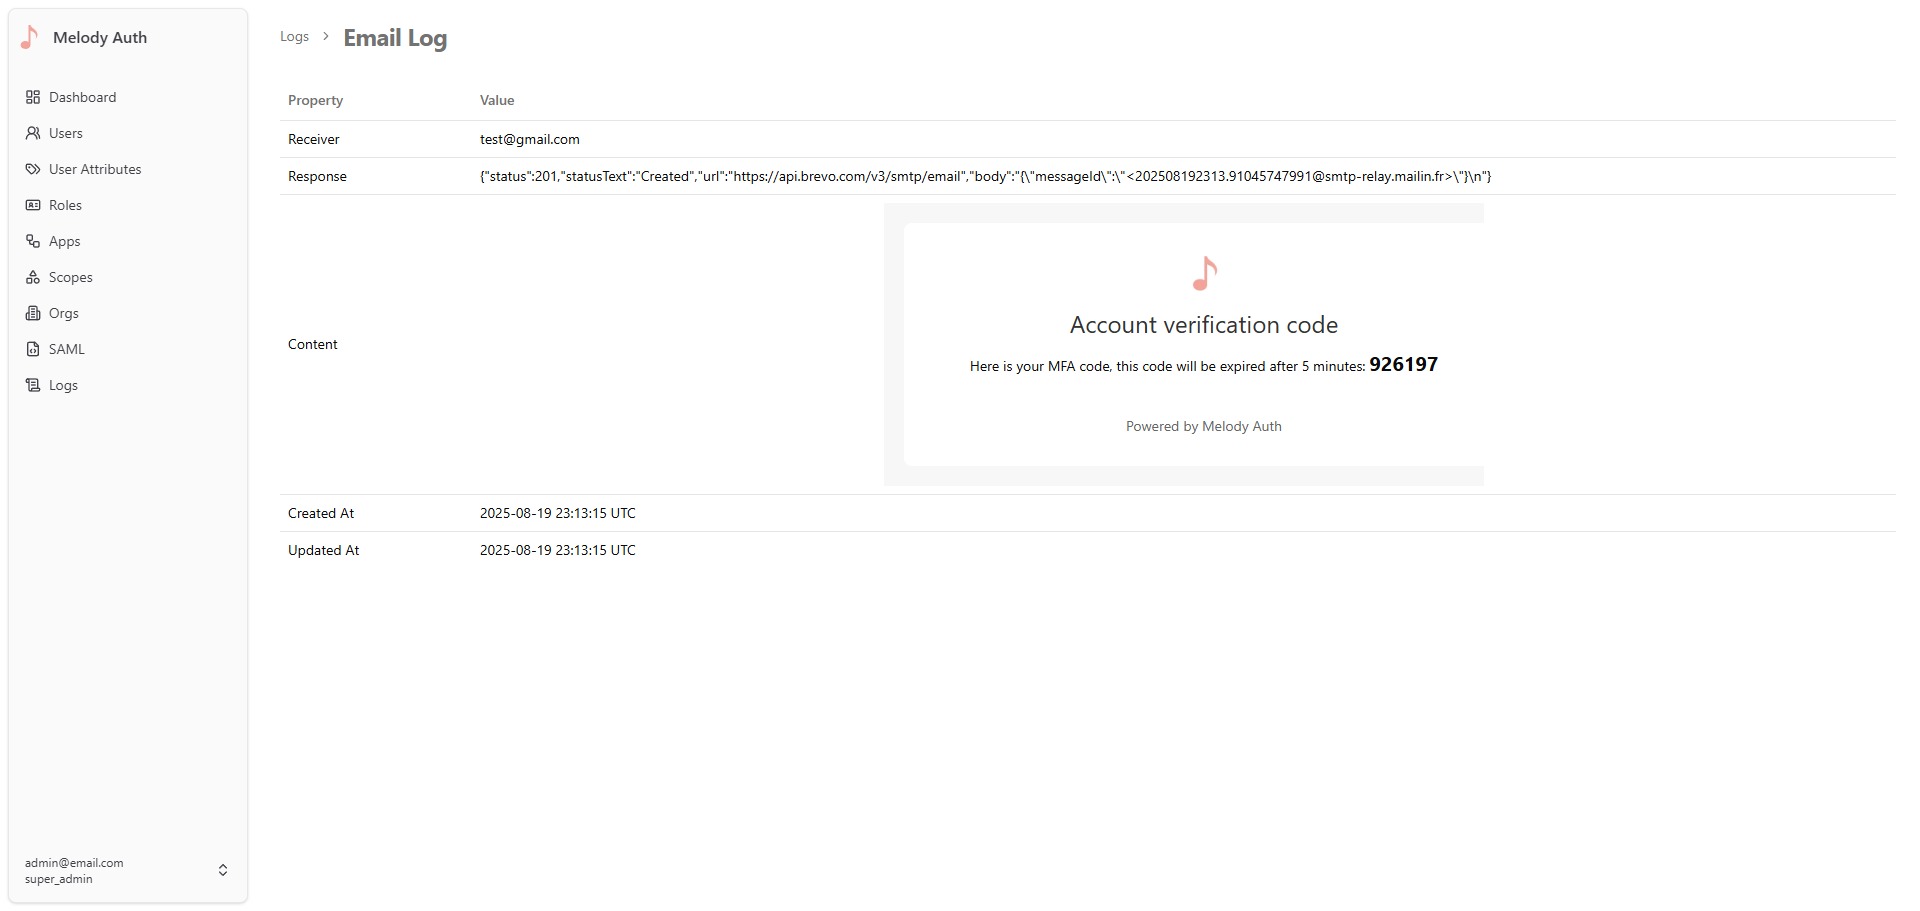 Melody Auth
Dashboard
Users
User Attributes
Roles
Apps
Scopes
Orgs
SAML
Logs
admin@email.com
super_admin
Logs > Email Log
Property Value
Receiver test@gmail.com
Response {"status":201,"statusText":"Created","url":"https://api.brevo.com/v3/smtp/email","body":"{\"messageId\":\"<202508192313.91045747991@smtp-relay.mailin.fr>\"}\n"}
Content
Account verification code
Here is your MFA code, this code will be expired after 5 minutes: 926197
Powered by Melody Auth
Created At 2025-08-19 23:13:15 UTC
Updated At 2025-08-19 23:13:15 UTC